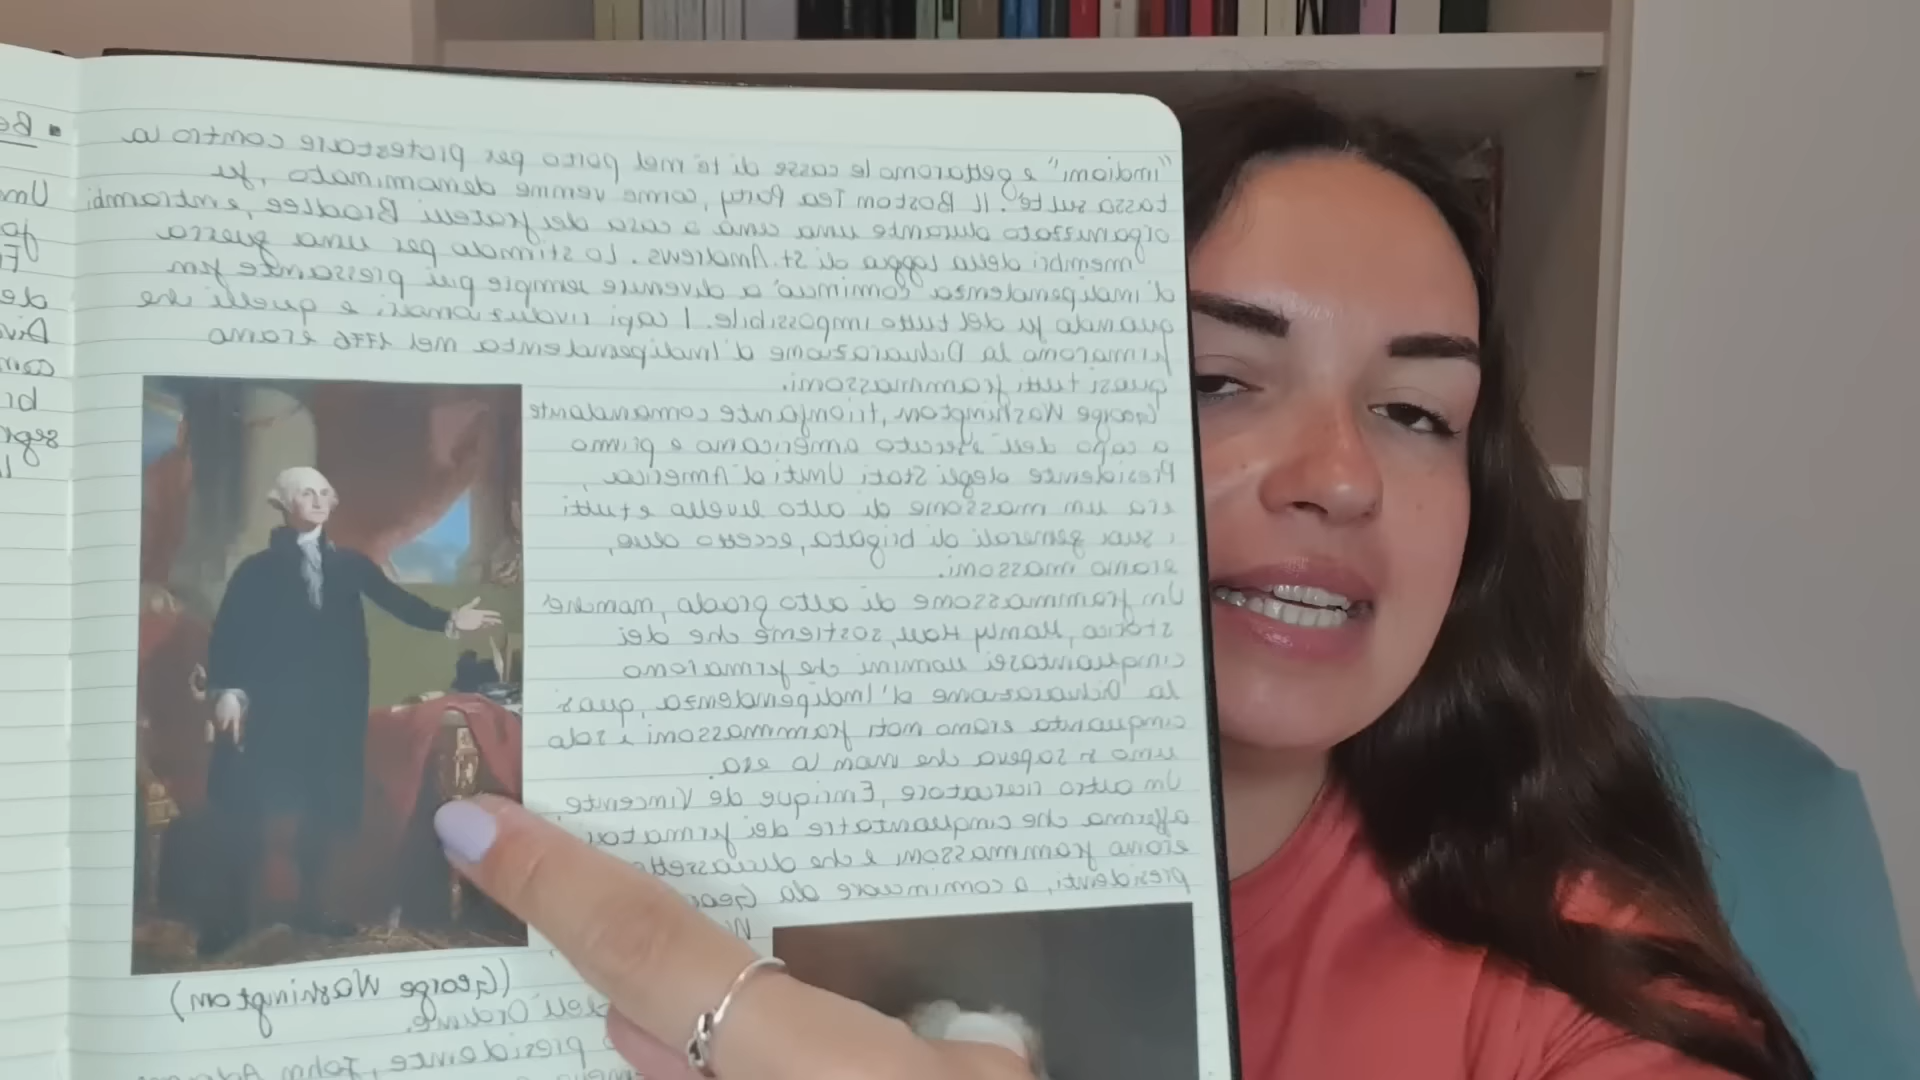 "indiani" e gettarono le casse di tè nel porto per protestare contro la
tassa sul tè. Il Boston Tea Party, come venne denominato, fu
organizzato durante una cena a casa dei fratelli Bradlee, entrambi
membri della loggia di St. Andrews. Lo stimolo per una guerra
d'indipendenza cominciò a divenire sempre più pressante fin
quando fu del tutto impossibile. I capi rivoluzionari, e quelli che
firmarono la Dichiarazione d'Indipendenza nel 1776 erano
quasi tutti frammassoni.
George Washington, trionfante comandante
a capo dell'esercito americano e primo
Presidente degli Stati Uniti d'America,
era un massone di alto livello e tutti
i suoi generali di brigata, eccetto due,
erano massoni.
Un frammassone di alto grado, nonché
storico, Manly Hall, sostiene che dei
cinquantasei uomini che firmarono
la Dichiarazione d'Indipendenza, quasi
cinquanta erano noti frammassoni e solo
uno si sapeva che non lo era.
Un altro ricercatore, Enrique de Vincente
afferma che cinquantatre dei firmatari
erano frammassoni e che diciassette
presidenti, a cominciare da
(George Washington)
dell'Ordine.
presidente, John